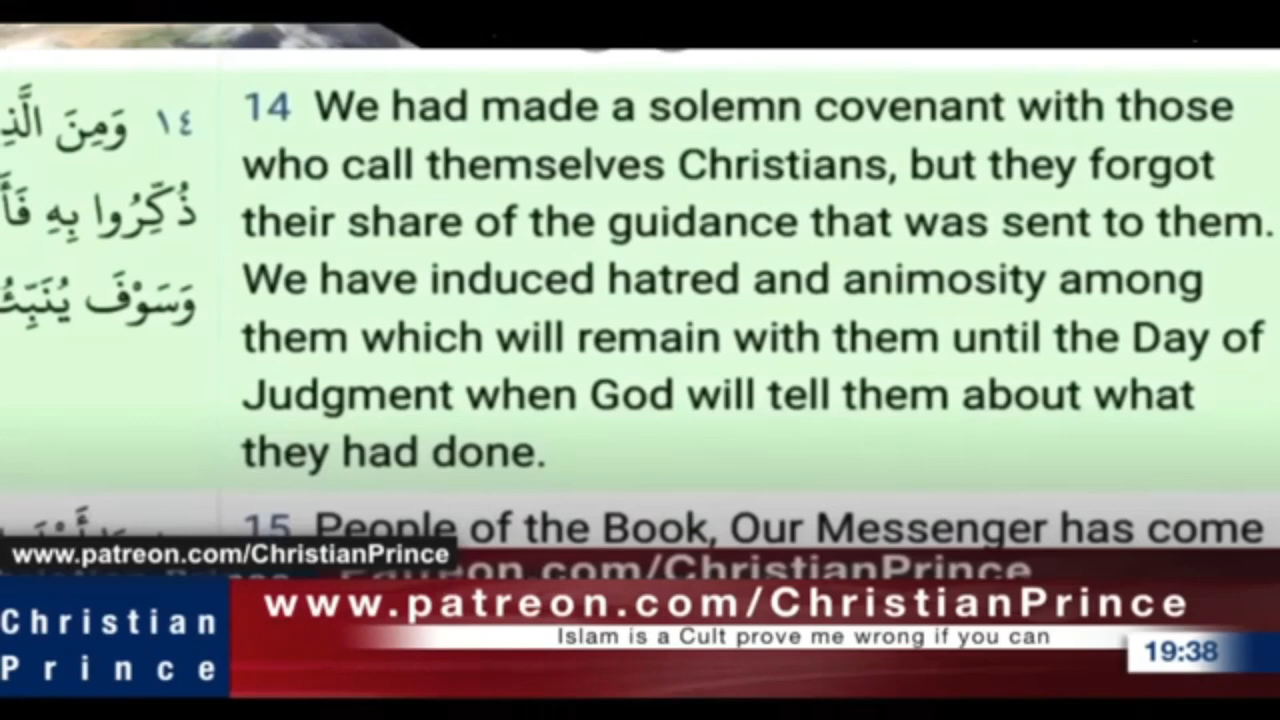 14 We had made a solemn covenant with those
who call themselves Christians, but they forgot
their share of the guidance that was sent to them.
We have induced hatred and animosity among
them which will remain with them until the Day of
Judgment when God will tell them about what
they had done.
١٤ وَمِنَ
ذُكِّرُوا بِهِ
وَسَوْفَ
15 People of the Book, Our Messenger has come
www.patreon.com/ChristianPrince
Patreon.com/ChristianPrince
www.patreon.com/ChristianPrince
Islam is a Cult prove me wrong if you can
Christian
Prince
19:38